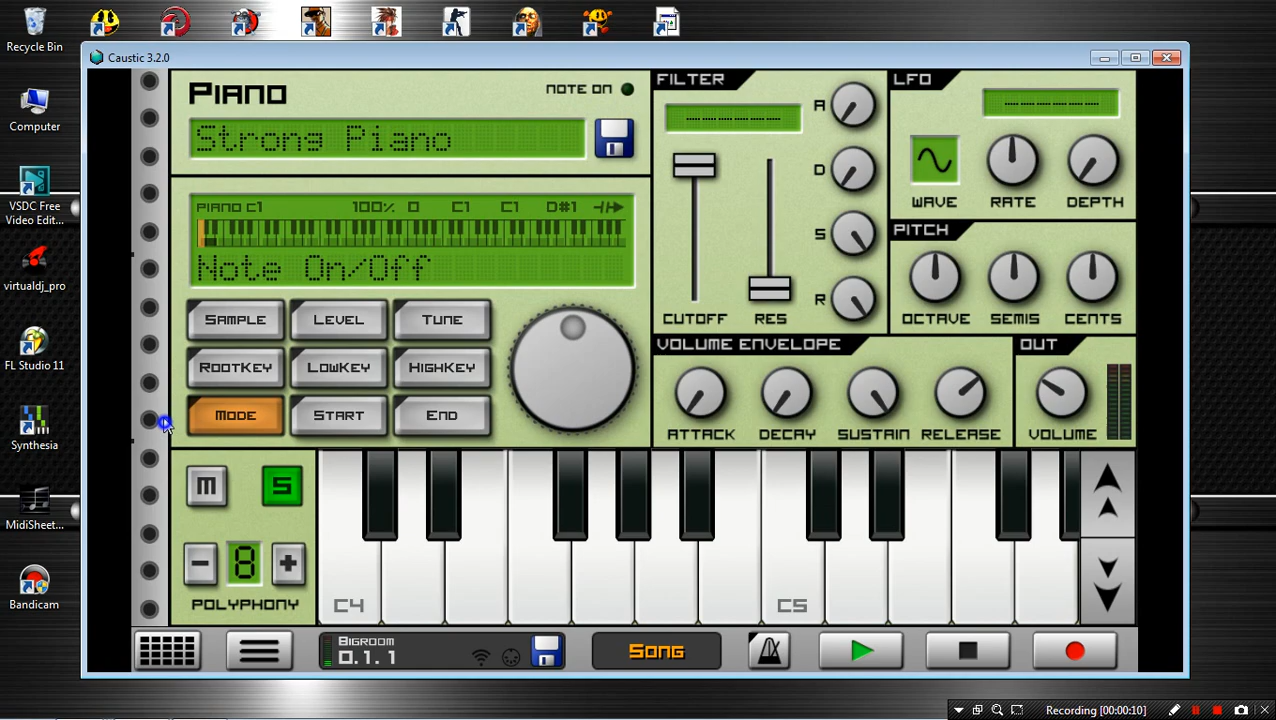 Recycle Bin
Computer
VSDC Free
Video Edit...
virtualdj_pro
FL Studio 11
Synthesia
MidiSheet...
Bandicam
Caustic 3.2.0
Piano
NOTE ON
Strong Piano
PIANO C1 100% 0 C1 C1 D#1
Note On/Off
SAMPLE LEVEL TUNE
ROOTKEY LOWKEY HIGHKEY
MODE START END
FILTER
A
D
S
R
CUTOFF RES
LFO
WAVE RATE DEPTH
PITCH
OCTAVE SEMIS CENTS
VOLUME ENVELOPE
ATTACK DECAY SUSTAIN RELEASE
OUT
VOLUME
M S
- 8 +
POLYPHONY
C4 C5
BIGROOM
0.1.1
Song
Recording [00:00:10]